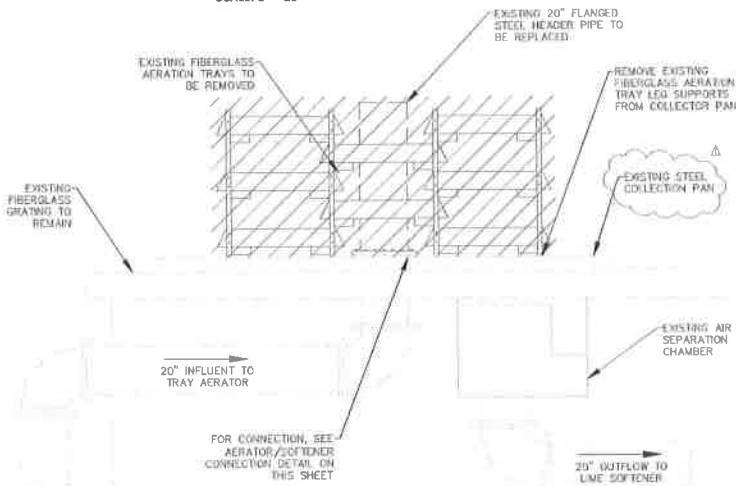 EXISTING 20" FLANGED
STEEL HEADER PIPE TO
BE REPLACED
EXISTING FIBERGLASS
AERATION TRAYS TO
BE REMOVED
REMOVE EXISTING
FIBERGLASS AERATION
TRAY LEG SUPPORTS
FROM COLLECTOR PAN
EXISTING STEEL
COLLECTION PAN
EXISTING
FIBERGLASS
GRATING TO
REMAIN
EXISTING AIR
SEPARATION
CHAMBER
20" INFLUENT TO
TRAY AERATOR
FOR CONNECTION, SEE
AERATOR/SOFTENER
CONNECTION DETAIL ON
THIS SHEET
20" OUTFLOW TO
LIME SOFTENER